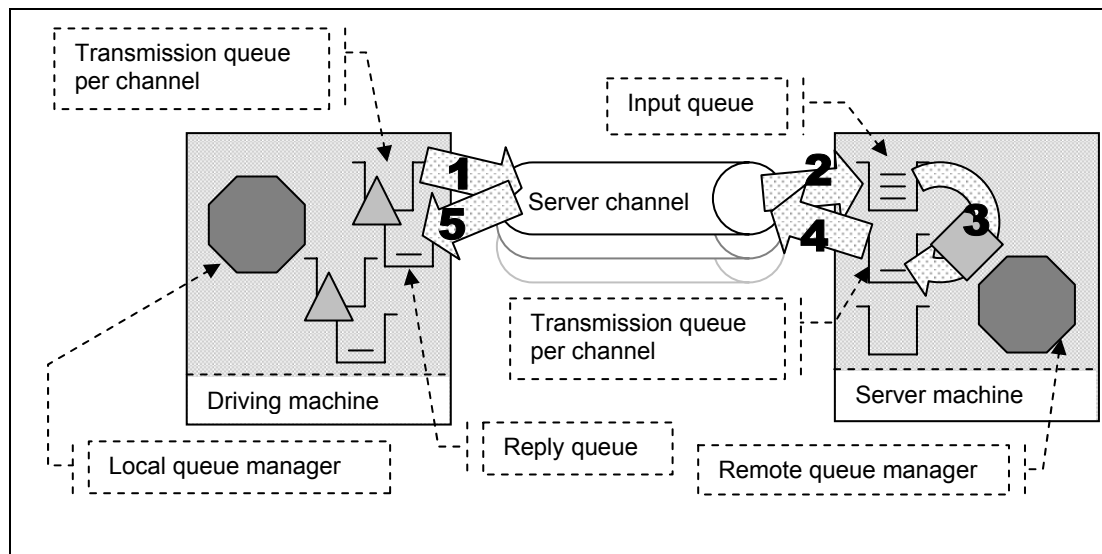 Transmission queue
per channel
Input queue
1
2
Server channel
3
5
4
Transmission queue
per channel
Driving machine
Server machine
Reply queue
Local queue manager
Remote queue manager